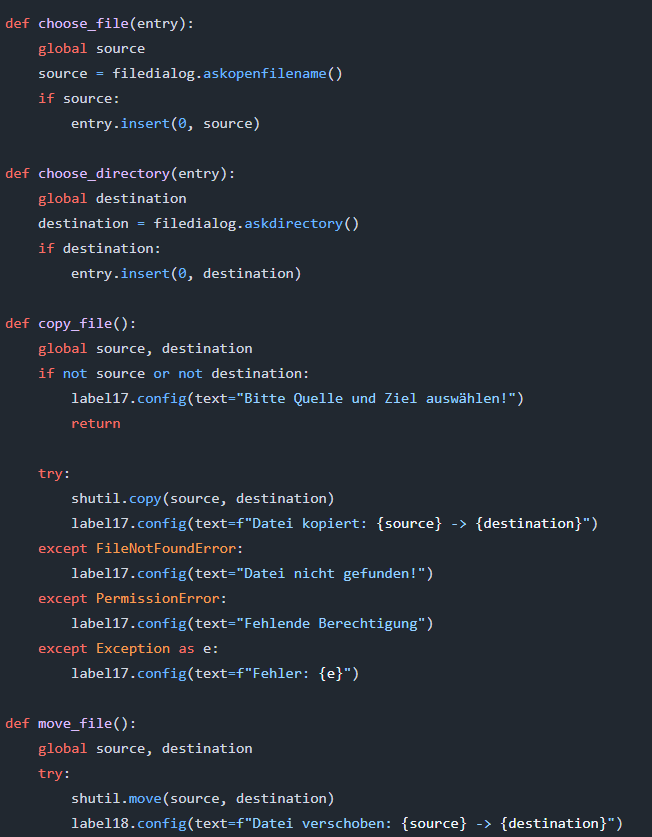 def choose_file(entry):
    global source
    source = filedialog.askopenfilename()
    if source:
        entry.insert(0, source)

def choose_directory(entry):
    global destination
    destination = filedialog.askdirectory()
    if destination:
        entry.insert(0, destination)

def copy_file():
    global source, destination
    if not source or not destination:
        label17.config(text="Bitte Quelle und Ziel auswählen!")
        return

    try:
        shutil.copy(source, destination)
        label17.config(text=f"Datei kopiert: {source} -> {destination}")
    except FileNotFoundError:
        label17.config(text="Datei nicht gefunden!")
    except PermissionError:
        label17.config(text="Fehlende Berechtigung")
    except Exception as e:
        label17.config(text=f"Fehler: {e}")

def move_file():
    global source, destination
    try:
        shutil.move(source, destination)
        label18.config(text=f"Datei verschoben: {source} -> {destination}")